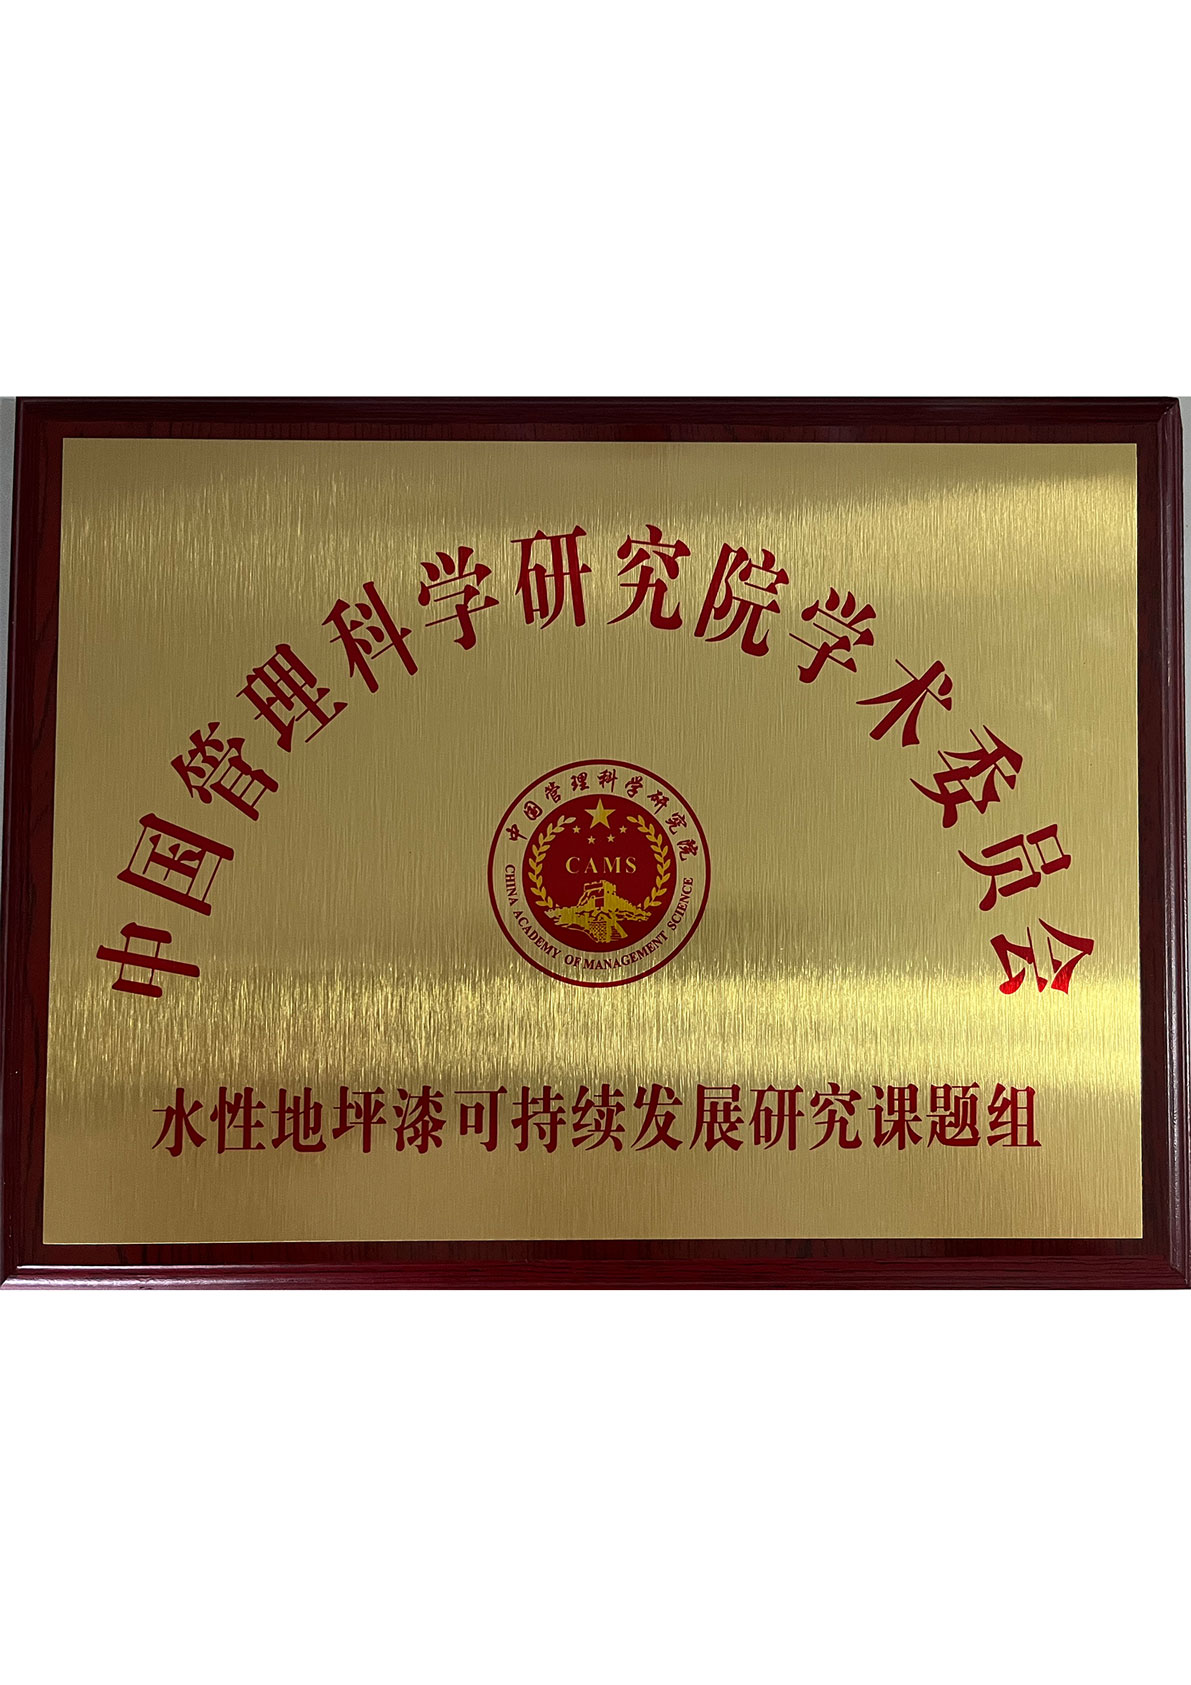 中国管理科学研究院学术委员会
中国管理科学研究院
CAMS
CHINA ACADEMY OF MANAGEMENT SCIENCE
水性地坪漆可持续发展研究课题组